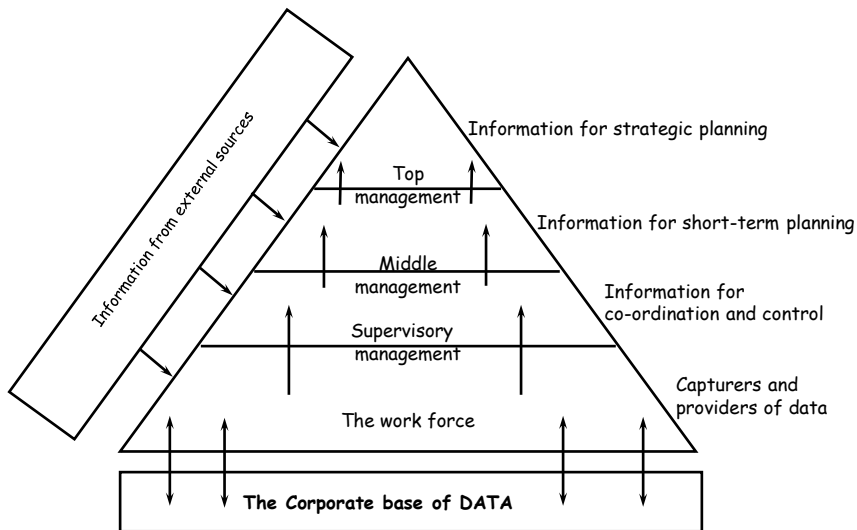 Information from external sources
Information for strategic planning
Top
management
Information for short-term planning
Middle
management
Information for
co-ordination and control
Supervisory
management
Capturers and
providers of data
The work force
The Corporate base of DATA